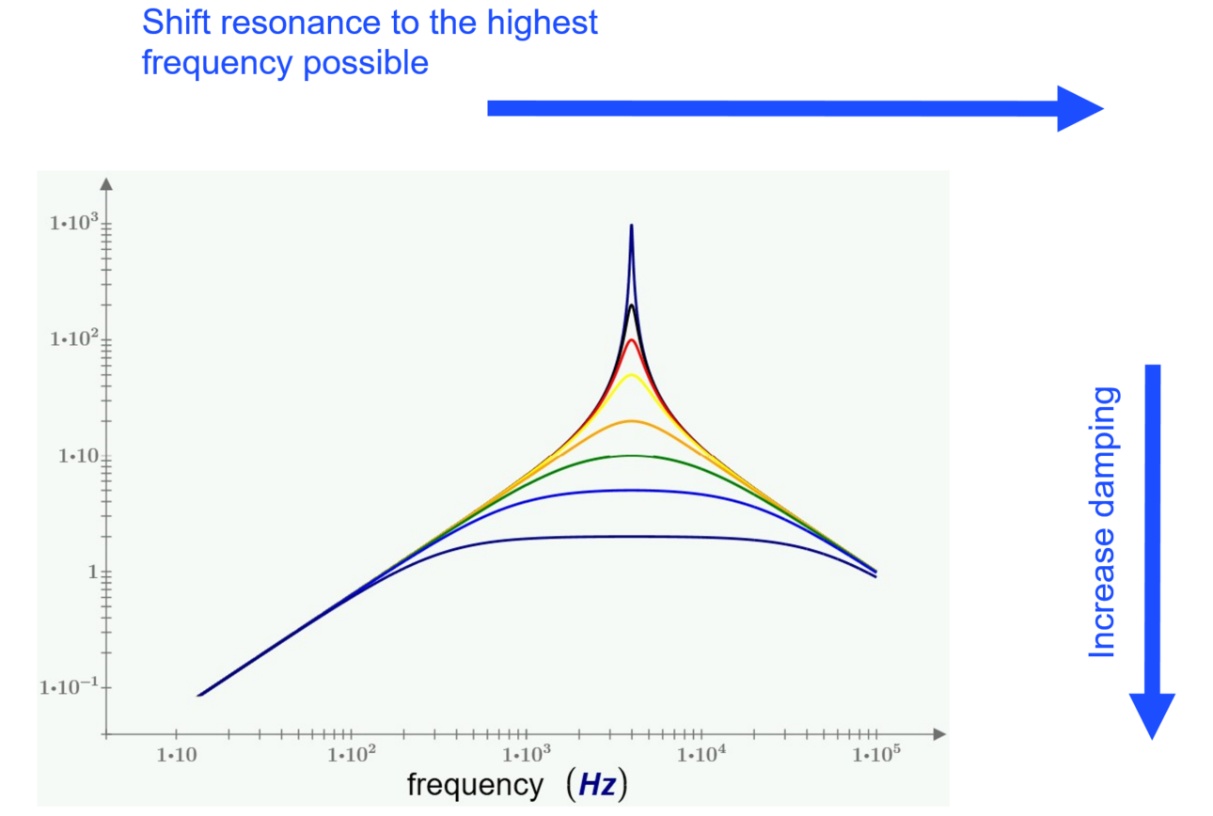 Shift resonance to the highest
frequency possible
1•10³
1•10²
1•10
1
1•10⁻¹
1•10
1•10²
1•10³
1•10⁴
1•10⁵
frequency (Hz)
Increase damping